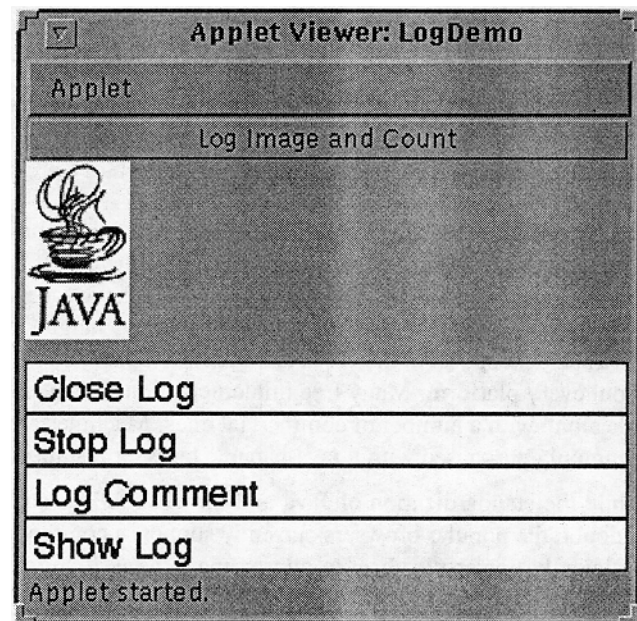 Applet Viewer: LogDemo
Applet
Log Image and Count
JAVA
Close Log
Stop Log
Log Comment
Show Log
Applet started.